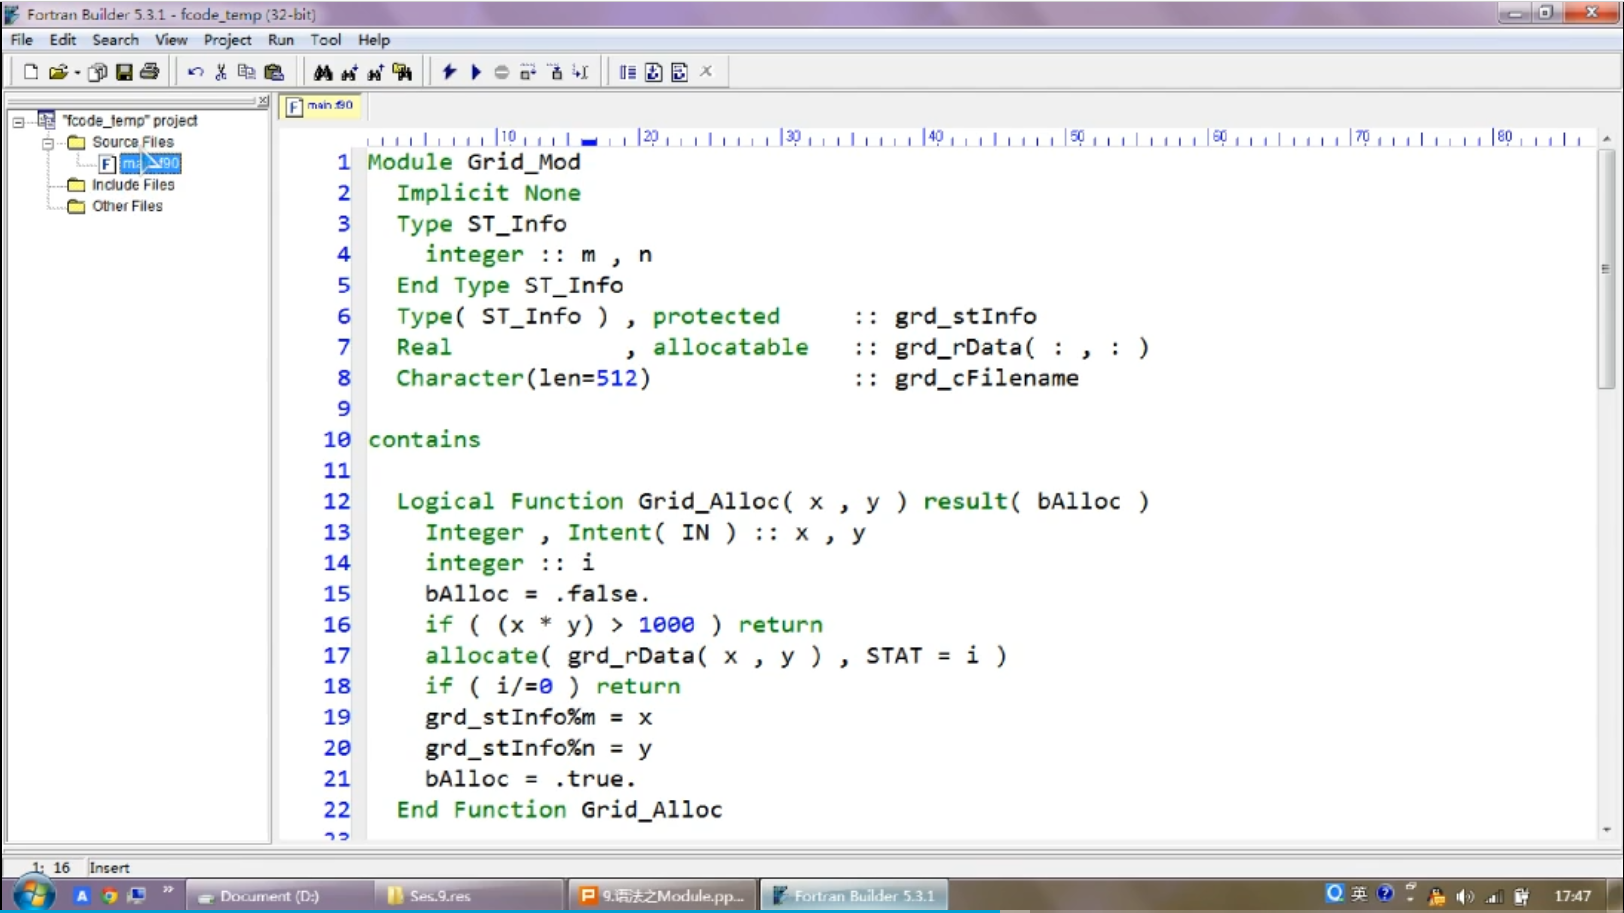 Fortran Builder 5.3.1 - fcode_temp (32-bit)
File Edit Search View Project Run Tool Help
"fcode_temp" project
Source Files
Include Files
Other Files
main.f90
10 20 30 40 50 60 70 80
1 Module Grid_Mod
2 Implicit None
3 Type ST_Info
4 integer :: m , n
5 End Type ST_Info
6 Type( ST_Info ) , protected :: grd_stInfo
7 Real , allocatable :: grd_rData( : , : )
8 Character(len=512) :: grd_cFilename
9
10 contains
11
12 Logical Function Grid_Alloc( x , y ) result( bAlloc )
13 Integer , Intent( IN ) :: x , y
14 integer :: i
15 bAlloc = .false.
16 if ( (x * y) > 1000 ) return
17 allocate( grd_rData( x , y ) , STAT = i )
18 if ( i/=0 ) return
19 grd_stInfo%m = x
20 grd_stInfo%n = y
21 bAlloc = .true.
22 End Function Grid_Alloc
23
1: 16 Insert
Document (D:) Ses.9.res 9.语法之Module.pp... Fortran Builder 5.3.1 英 17:47